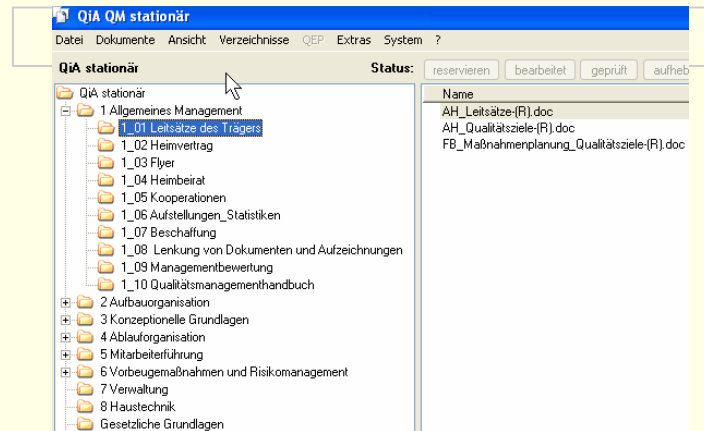 QiA QM stationär
Datei Dokumente Ansicht Verzeichnisse QEP Extras System ?
QiA stationär Status: reservieren bearbeitet geprüft aufheb
QiA stationär
1 Allgemeines Management
1_01 Leitsätze des Trägers
1_02 Heimvertrag
1_03 Flyer
1_04 Heimbeirat
1_05 Kooperationen
1_06 Aufstellungen_Statistiken
1_07 Beschaffung
1_08 Lenkung von Dokumenten und Aufzeichnungen
1_09 Managementbewertung
1_10 Qualitätsmanagementhandbuch
2 Aufbauorganisation
3 Konzeptionelle Grundlagen
4 Ablauforganisation
5 Mitarbeiterführung
6 Vorbeugemaßnahmen und Risikomanagement
7 Verwaltung
8 Haustechnik
Gesetzliche Grundlagen
Name
AH_Leitsätze-(R).doc
AH_Qualitätsziele-(R).doc
FB_Maßnahmenplanung_Qualitätsziele-(R).doc